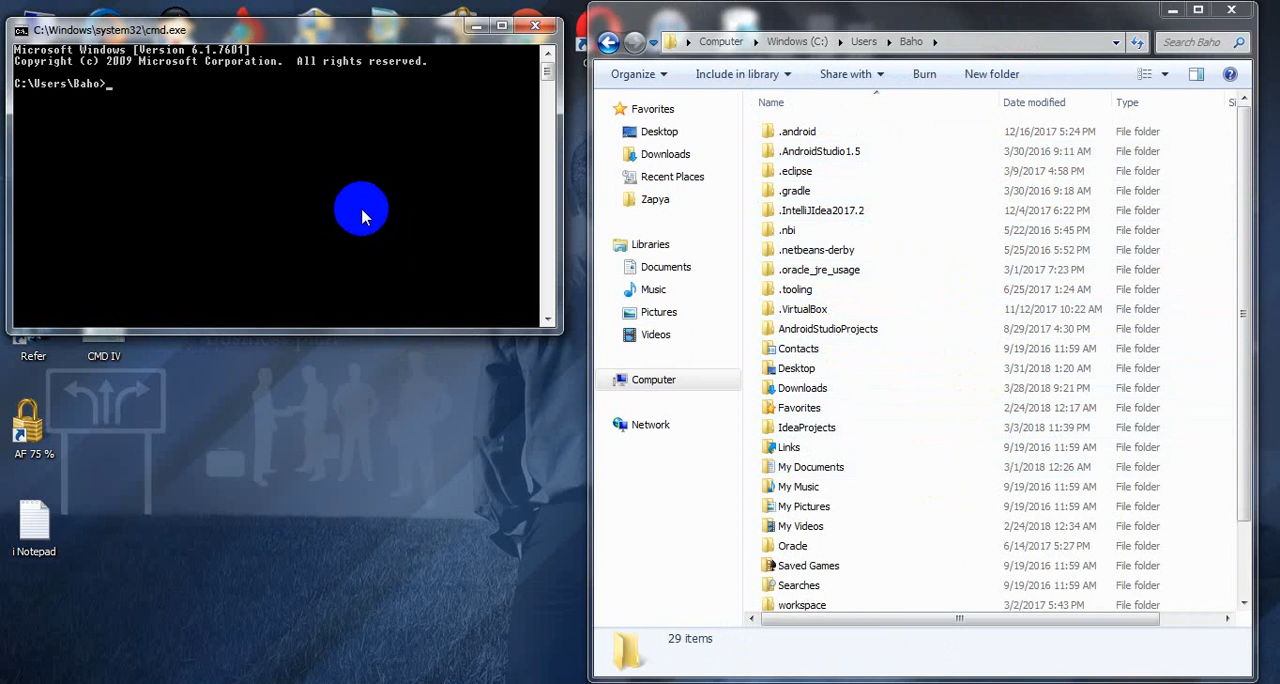 C:\Windows\system32\cmd.exe
Microsoft Windows [Version 6.1.7601]
Copyright (c) 2009 Microsoft Corporation.  All rights reserved.
C:\Users\Baho>_
Refer
CMD IV
AF 75 %
i Notepad
Computer
Windows (C:)
Users
Baho
Search Baho
Organize
Include in library
Share with
Burn
New folder
Favorites
Desktop
Downloads
Recent Places
Zapya
Libraries
Documents
Music
Pictures
Videos
Computer
Network
Name Date modified Type
.android 12/16/2017 5:24 PM File folder
.AndroidStudio1.5 3/30/2016 9:11 AM File folder
.eclipse 3/9/2017 4:58 PM File folder
.gradle 3/30/2016 9:18 AM File folder
.IntelliJIdea2017.2 12/4/2017 6:22 PM File folder
.nbi 5/22/2016 5:45 PM File folder
.netbeans-derby 5/25/2016 5:52 PM File folder
.oracle_jre_usage 3/1/2017 7:23 PM File folder
.tooling 6/25/2017 1:24 AM File folder
.VirtualBox 11/12/2017 10:22 AM File folder
AndroidStudioProjects 8/29/2017 4:30 PM File folder
Contacts 9/19/2016 11:59 AM File folder
Desktop 3/31/2018 1:20 AM File folder
Downloads 3/28/2018 9:21 PM File folder
Favorites 2/24/2018 12:17 AM File folder
IdeaProjects 3/3/2018 11:39 PM File folder
Links 9/19/2016 11:59 AM File folder
My Documents 3/1/2018 12:26 AM File folder
My Music 9/19/2016 11:59 AM File folder
My Pictures 9/19/2016 11:59 AM File folder
My Videos 2/24/2018 12:34 AM File folder
Oracle 6/14/2017 5:27 PM File folder
Saved Games 9/19/2016 11:59 AM File folder
Searches 9/19/2016 11:59 AM File folder
workspace 3/2/2017 5:43 PM File folder
29 items